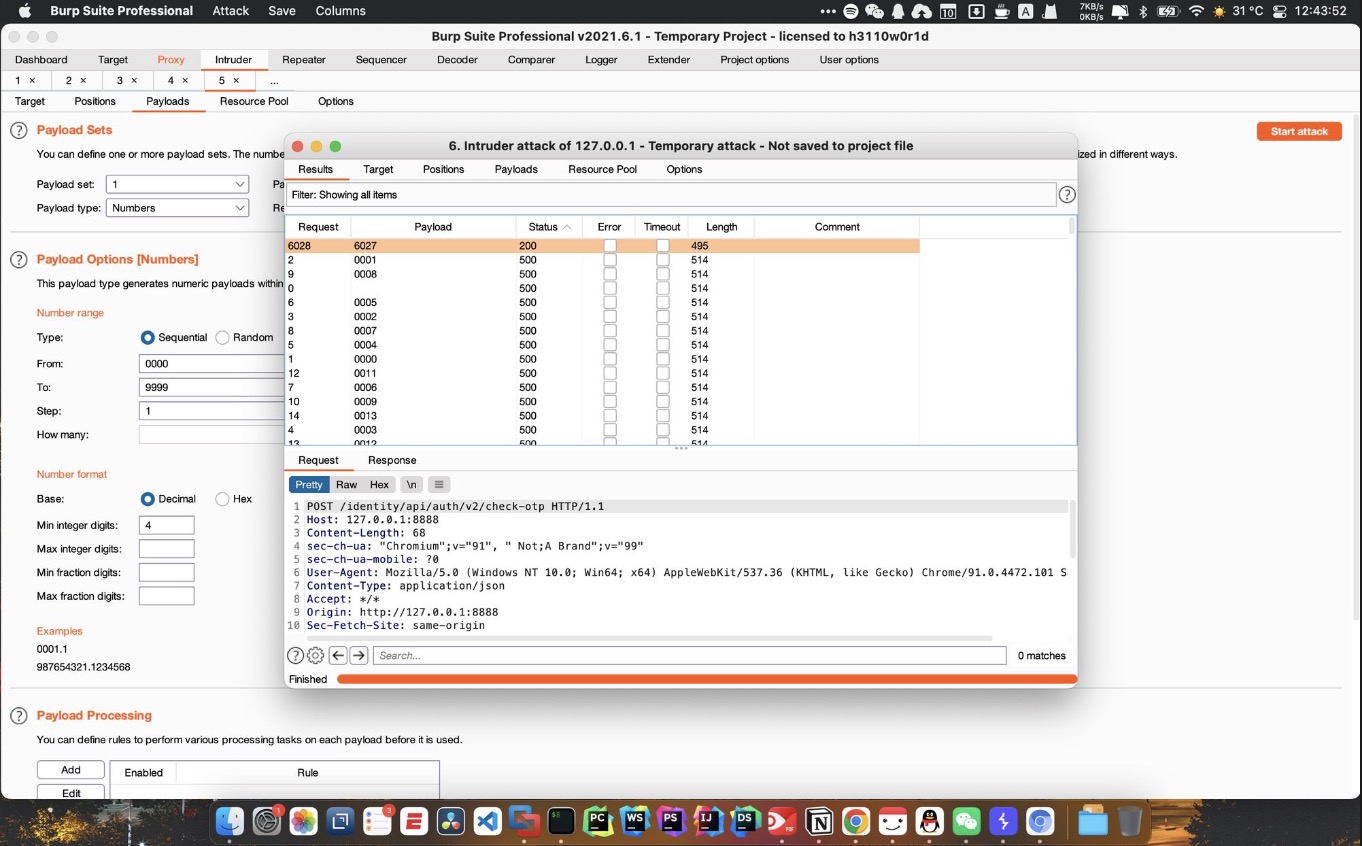 Burp Suite Professional Attack Save Columns ••• 10 A 7KB/s 0KB/s 31 °C 12:43:52
Burp Suite Professional v2021.6.1 - Temporary Project - licensed to h3110w0r1d
Dashboard Target Proxy Intruder Repeater Sequencer Decoder Comparer Logger Extender Project options User options
1 × 2 × 3 × 4 × 5 × ...
Target Positions Payloads Resource Pool Options
? Payload Sets Start attack
You can define one or more payload sets. The numbe ized in different ways.
Payload set: 1 Pa
Payload type: Numbers Re
? Payload Options [Numbers]
This payload type generates numeric payloads within
Number range
Type: Sequential Random
From: 0000
To: 9999
Step: 1
How many:
Number format
Base: Decimal Hex
Min integer digits: 4
Max integer digits:
Min fraction digits:
Max fraction digits:
Examples
0001.1
987654321.1234568
? Payload Processing
You can define rules to perform various processing tasks on each payload before it is used.
Add Enabled Rule
Edit
6. Intruder attack of 127.0.0.1 - Temporary attack - Not saved to project file
Results Target Positions Payloads Resource Pool Options
Filter: Showing all items ?
Request Payload Status Error Timeout Length Comment
6028 6027 200 495
2 0001 500 514
9 0008 500 514
0 500 514
6 0005 500 514
3 0002 500 514
8 0007 500 514
5 0004 500 514
1 0000 500 514
12 0011 500 514
7 0006 500 514
10 0009 500 514
14 0013 500 514
4 0003 500 514
13 0012 500 514
Request Response
Pretty Raw Hex \n
1 POST /identity/api/auth/v2/check-otp HTTP/1.1
2 Host: 127.0.0.1:8888
3 Content-Length: 68
4 sec-ch-ua: "Chromium";v="91", " Not;A Brand";v="99"
5 sec-ch-ua-mobile: ?0
6 User-Agent: Mozilla/5.0 (Windows NT 10.0; Win64; x64) AppleWebKit/537.36 (KHTML, like Gecko) Chrome/91.0.4472.101 S
7 Content-Type: application/json
8 Accept: */*
9 Origin: http://127.0.0.1:8888
10 Sec-Fetch-Site: same-origin
? Search... 0 matches
Finished
1 3 PC WS PS IJ DS PDF N